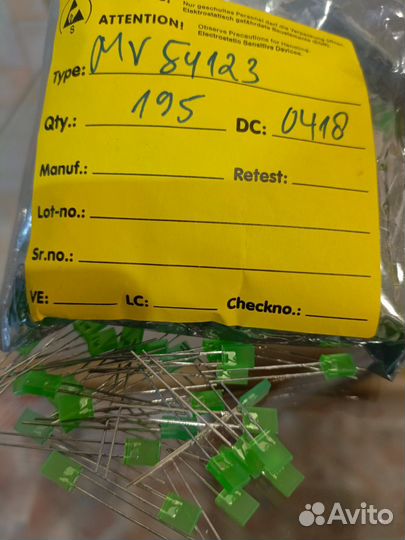 Nur geschultes Personal darf die Verpackung öffnen.
Elektrostatisch gefährdete Bauelemente (EGB).
ATTENTION!
Observe Precautions for Handling
Electrostatic Sensitive Devices.
S
Type: MV 54123
Qty.: 195 DC: 0418
Manuf.: Retest:
Lot-no.:
Sr.no.:
VE: LC: Checkno.:
Avito